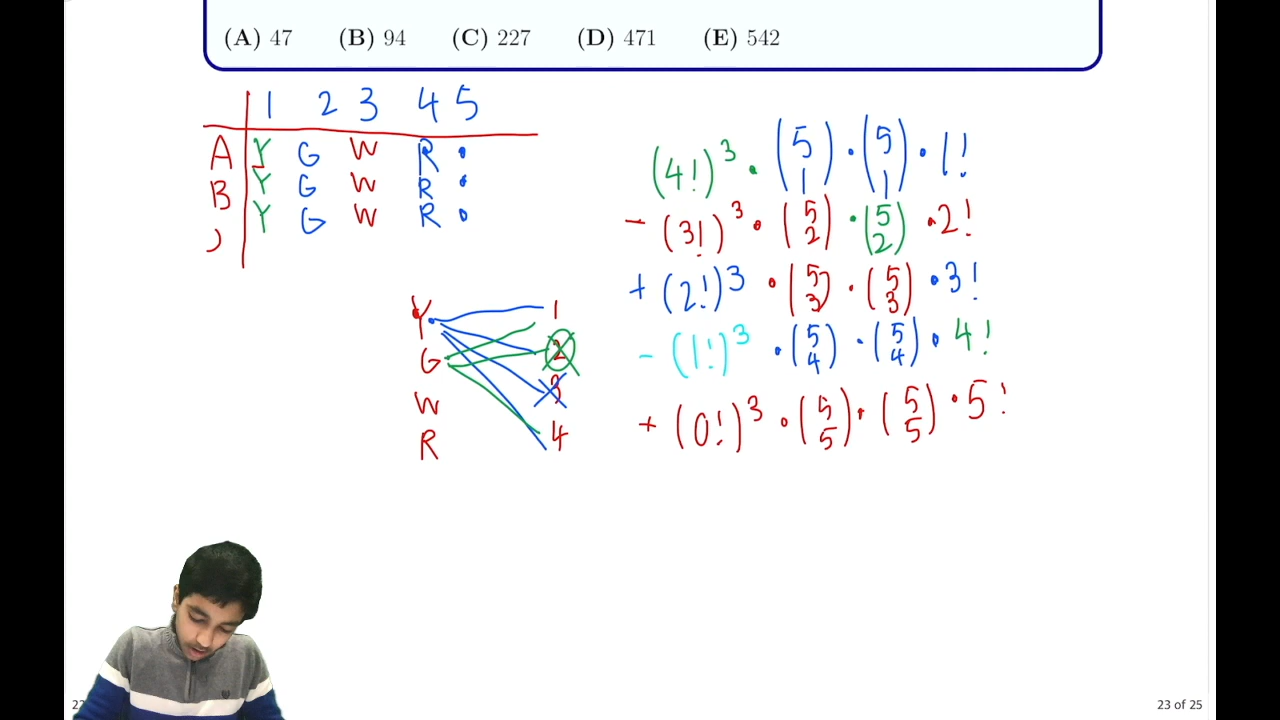 (A) 47 (B) 94 (C) 227 (D) 471 (E) 542
1 2 3 4 5
A Y G W R •
B Y G W R •
Y G W R •
(4!)³ · (5 1) · (5 1) · 1!
- (3!)³ · (5 2) · (5 2) · 2!
+ (2!)³ · (5 3) · (5 3) · 3!
- (1!)³ · (5 4) · (5 4) · 4!
+ (0!)³ · (5 5) · (5 5) · 5!
Y 1
G 2
W 3
R 4
23 of 25